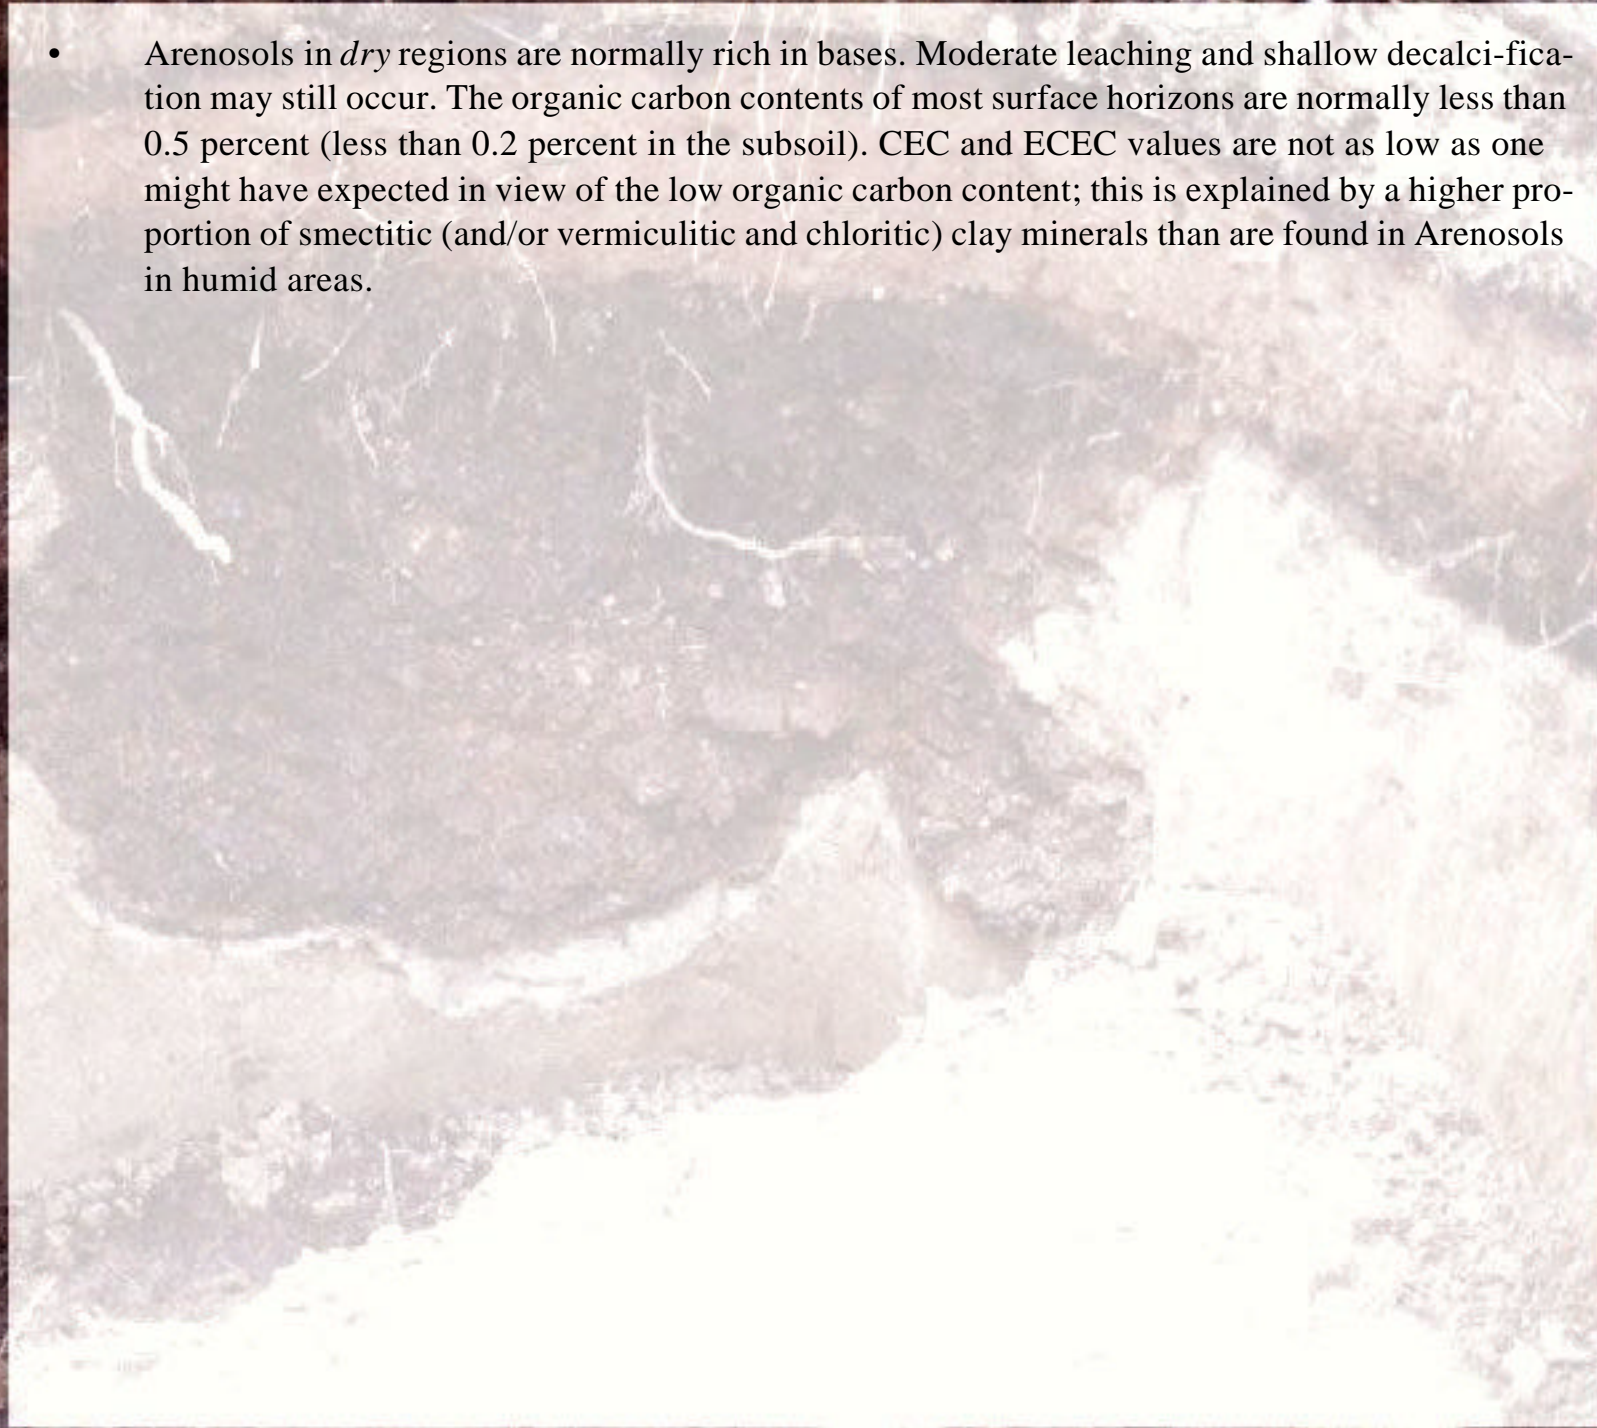 • Arenosols in dry regions are normally rich in bases. Moderate leaching and shallow decalci-fica-
tion may still occur. The organic carbon contents of most surface horizons are normally less than
0.5 percent (less than 0.2 percent in the subsoil). CEC and ECEC values are not as low as one
might have expected in view of the low organic carbon content; this is explained by a higher pro-
portion of smectitic (and/or vermiculitic and chloritic) clay minerals than are found in Arenosols
in humid areas.